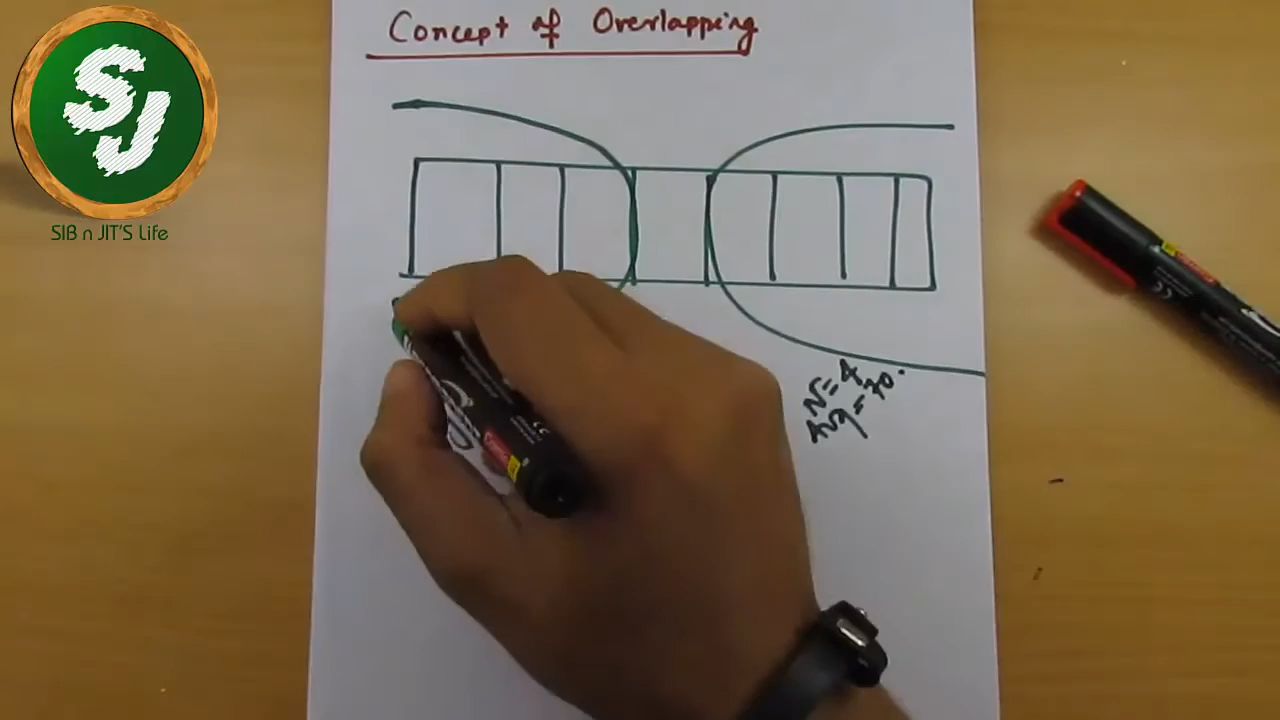 Concept of Overlapping
SJ
SIB n JIT'S Life
N=4
Avg=70.